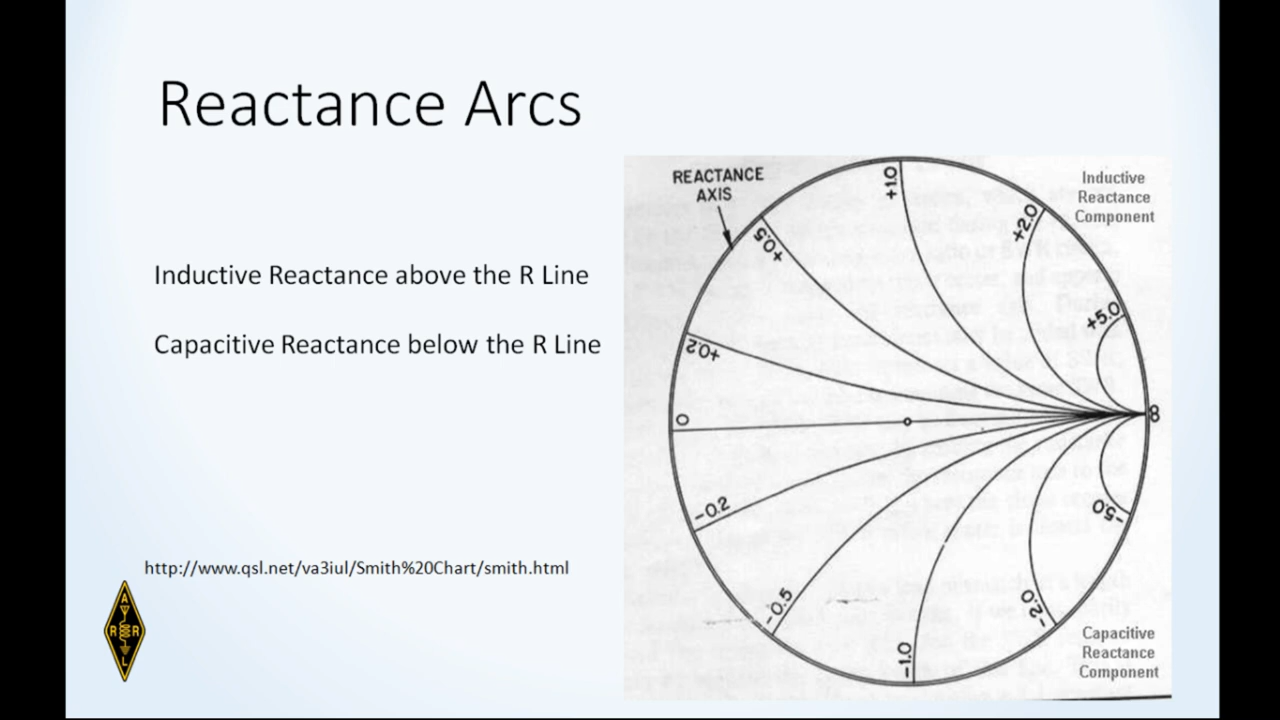 Reactance Arcs
Inductive Reactance above the R Line
Capacitive Reactance below the R Line
http://www.qsl.net/va3iul/Smith%20Chart/smith.html
A
R R
L
REACTANCE
AXIS
Inductive
Reactance
Component
+1.0
+2.0
+0.5
+5.0
+0.2
0
∞
-0.2
-5.0
-0.5
-2.0
-1.0
Capacitive
Reactance
Component